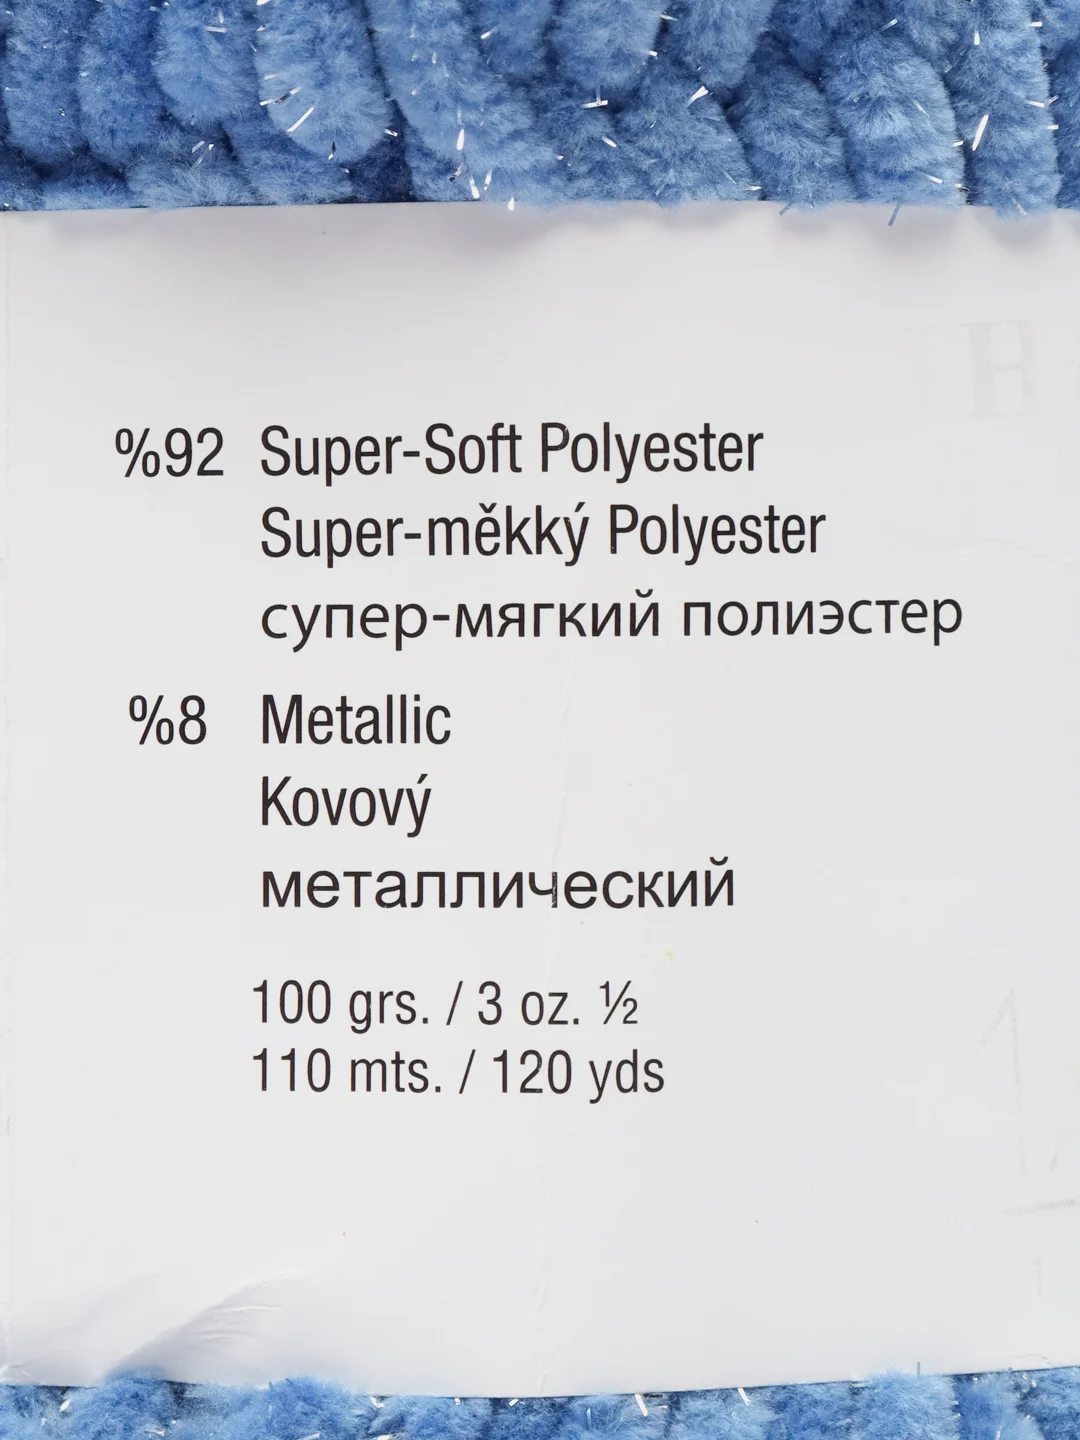 %92 Super-Soft Polyester
Super-měkký Polyester
супер-мягкий полиэстер
%8 Metallic
Kovový
металлический
100 grs. / 3 oz. ½
110 mts. / 120 yds